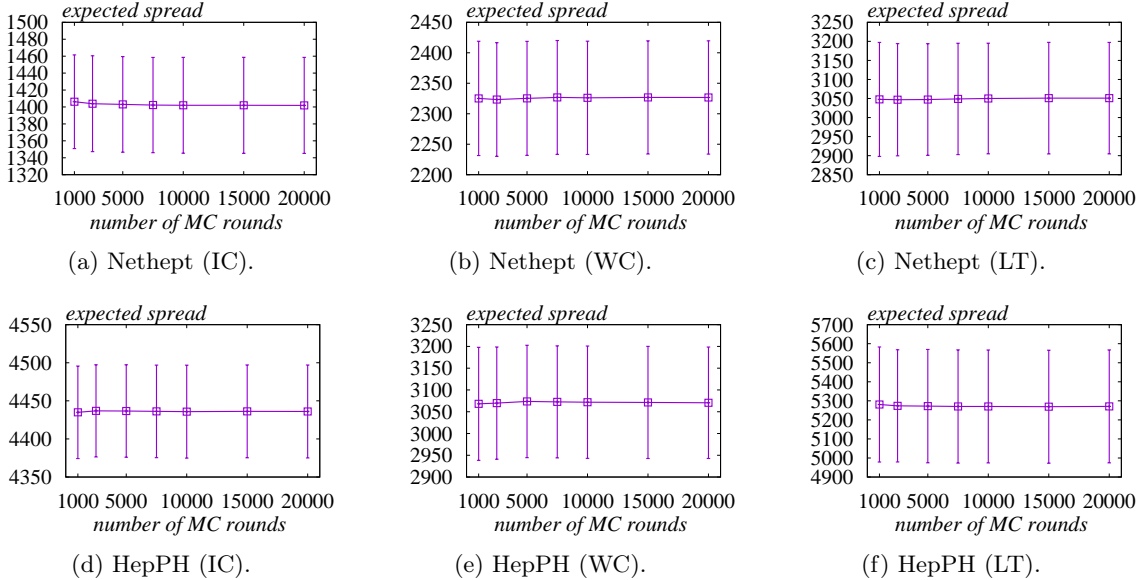 expected spread
1500
1480
1460
1440
1420
1400
1380
1360
1340
1320
1000 5000 10000 15000 20000
number of MC rounds
(a) Nethept (IC).
expected spread
2450
2400
2350
2300
2250
2200
1000 5000 10000 15000 20000
number of MC rounds
(b) Nethept (WC).
expected spread
3250
3200
3150
3100
3050
3000
2950
2900
2850
1000 5000 10000 15000 20000
number of MC rounds
(c) Nethept (LT).
expected spread
4550
4500
4450
4400
4350
1000 5000 10000 15000 20000
number of MC rounds
(d) HepPH (IC).
expected spread
3250
3200
3150
3100
3050
3000
2950
2900
1000 5000 10000 15000 20000
number of MC rounds
(e) HepPH (WC).
expected spread
5700
5600
5500
5400
5300
5200
5100
5000
4900
1000 5000 10000 15000 20000
number of MC rounds
(f) HepPH (LT).